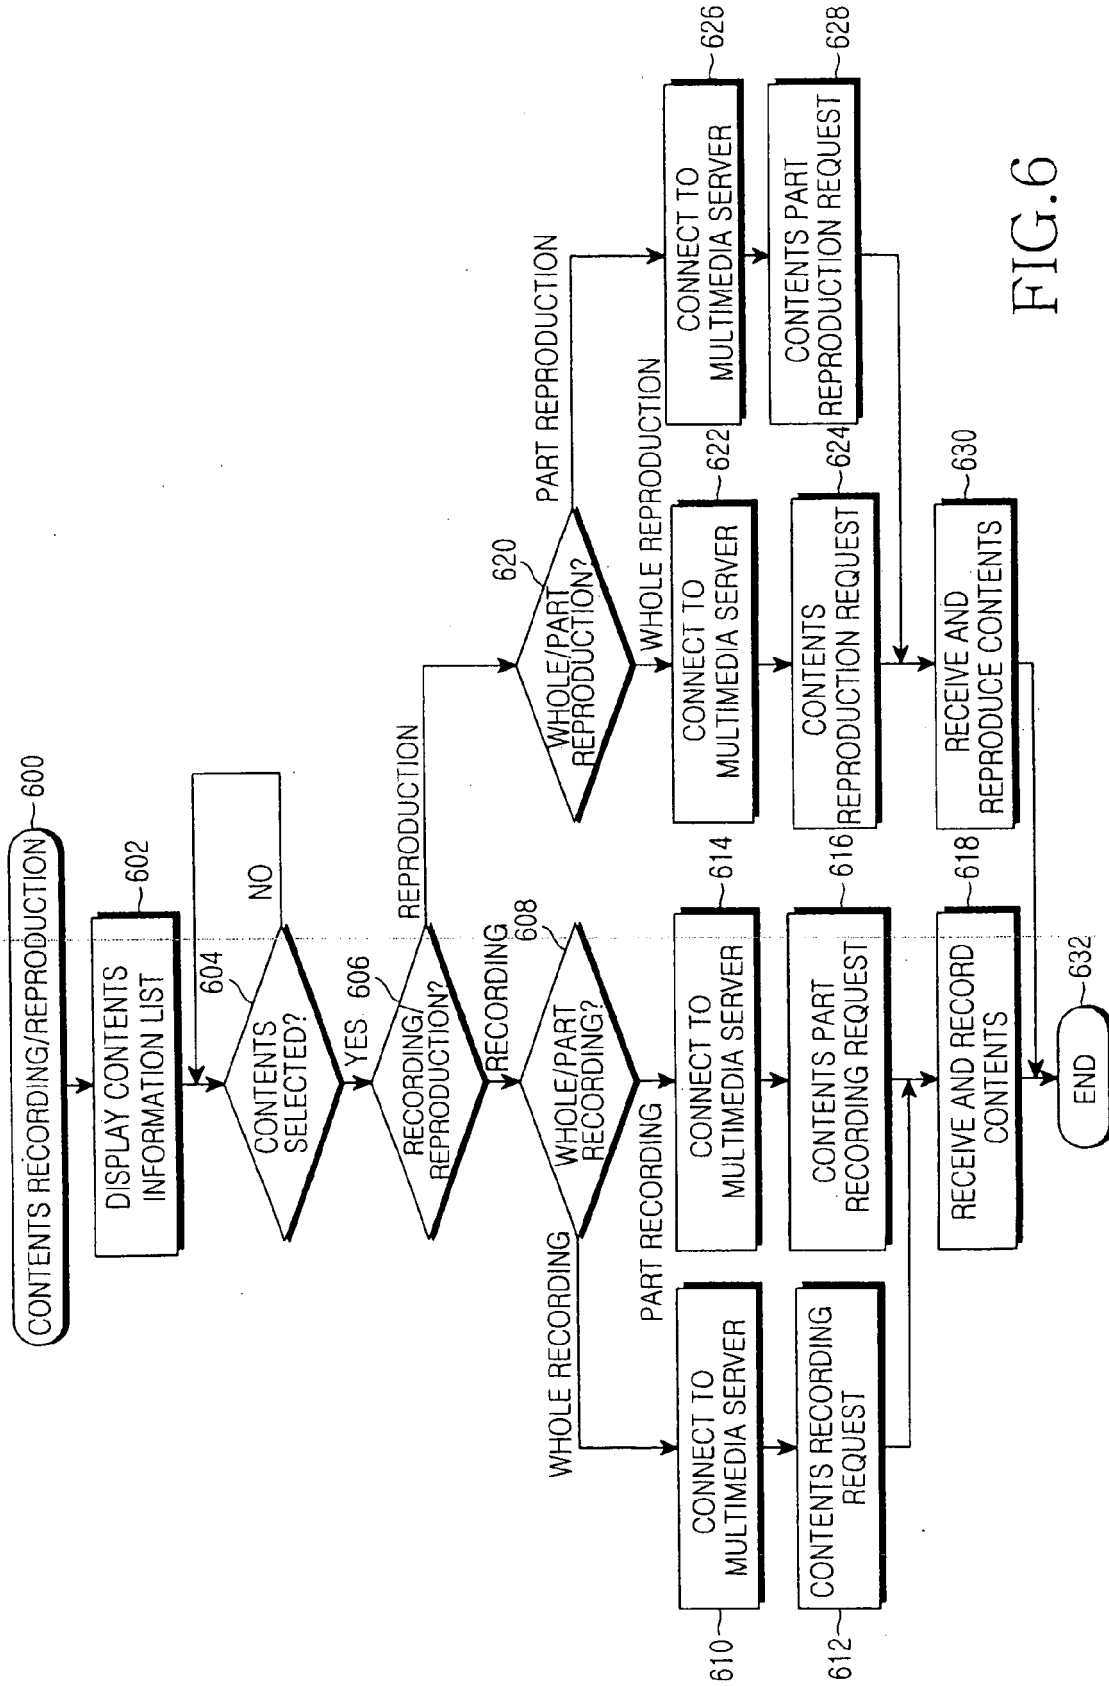 CONTENTS RECORDING/REPRODUCTION
600
DISPLAY CONTENTS
INFORMATION LIST
602
604
CONTENTS
SELECTED?
NO
YES
606
RECORDING/
REPRODUCTION?
REPRODUCTION
RECORDING
608
WHOLE/PART
RECORDING?
WHOLE RECORDING
PART RECORDING
620
WHOLE/PART
REPRODUCTION?
PART REPRODUCTION
WHOLE REPRODUCTION
610
CONNECT TO
MULTIMEDIA SERVER
CONNECT TO
MULTIMEDIA SERVER
614
CONNECT TO
MULTIMEDIA SERVER
622
CONNECT TO
MULTIMEDIA SERVER
626
612
CONTENTS RECORDING
REQUEST
CONTENTS PART
RECORDING REQUEST
616
CONTENTS
REPRODUCTION REQUEST
624
CONTENTS PART
REPRODUCTION REQUEST
628
RECEIVE AND RECORD
CONTENTS
618
RECEIVE AND
REPRODUCE CONTENTS
630
END
632
FIG.6